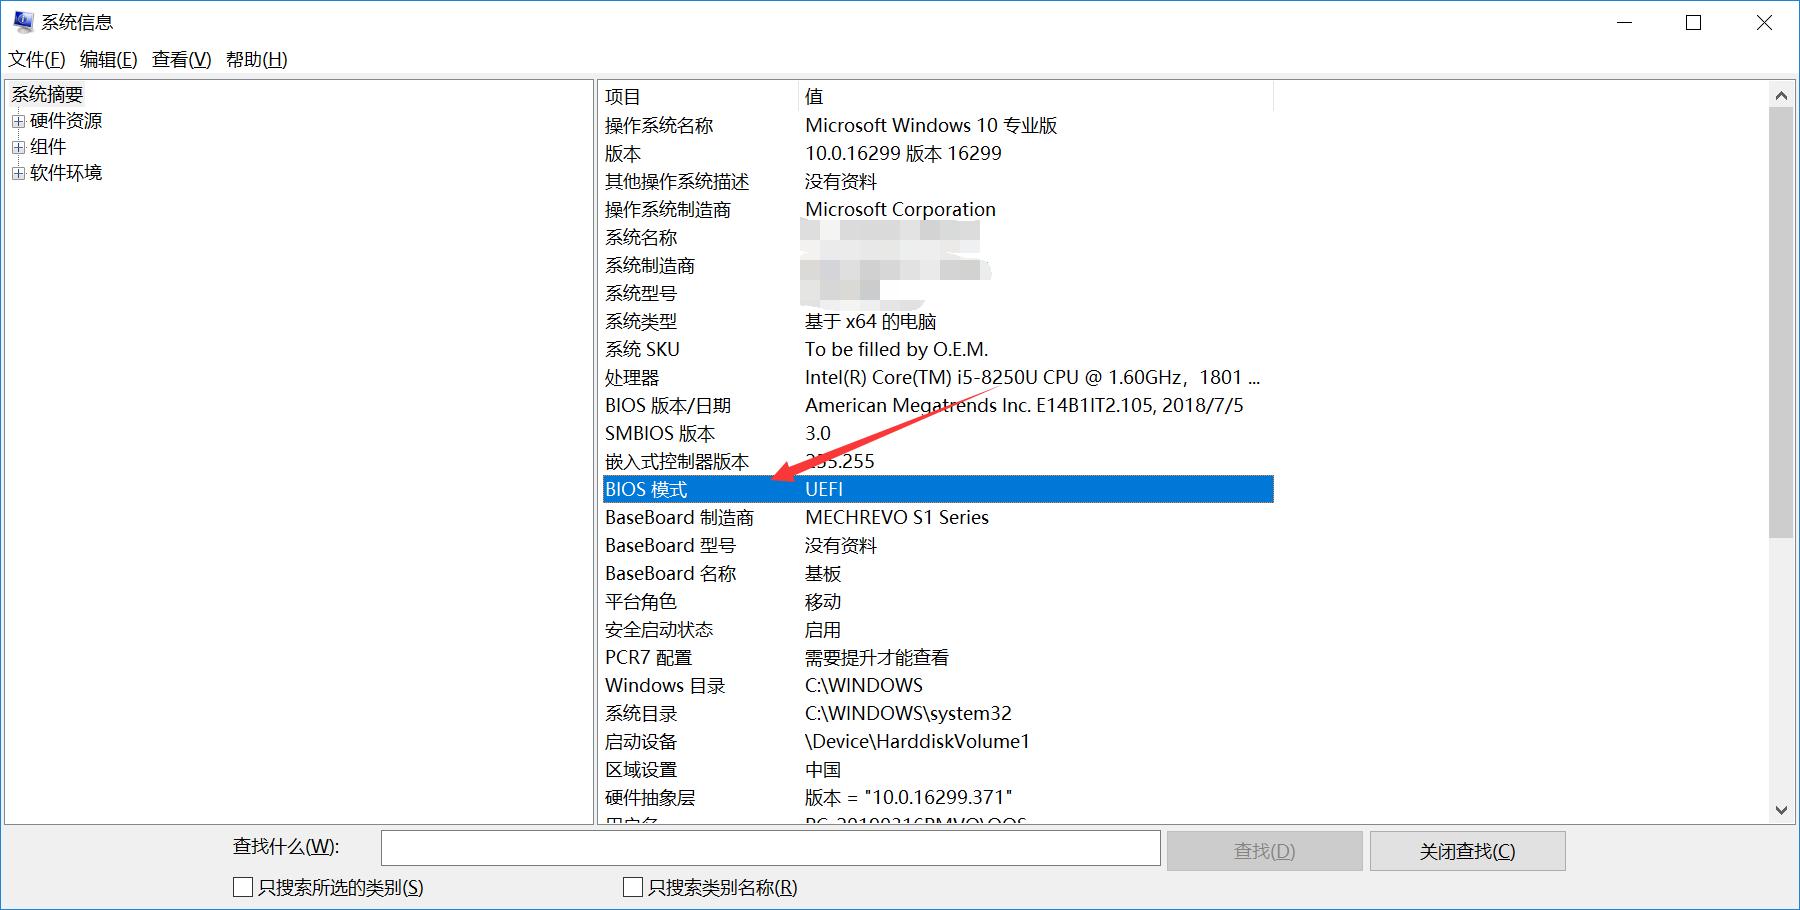 系统信息
文件(F) 编辑(E) 查看(V) 帮助(H)
系统摘要
硬件资源
组件
软件环境
项目 值
操作系统名称 Microsoft Windows 10 专业版
版本 10.0.16299 版本 16299
其他操作系统描述 没有资料
操作系统制造商 Microsoft Corporation
系统名称
系统制造商
系统型号
系统类型 基于 x64 的电脑
系统 SKU To be filled by O.E.M.
处理器 Intel(R) Core(TM) i5-8250U CPU @ 1.60GHz，1801 ...
BIOS 版本/日期 American Megatrends Inc. E14B1IT2.105, 2018/7/5
SMBIOS 版本 3.0
嵌入式控制器版本 255.255
BIOS 模式 UEFI
BaseBoard 制造商 MECHREVO S1 Series
BaseBoard 型号 没有资料
BaseBoard 名称 基板
平台角色 移动
安全启动状态 启用
PCR7 配置 需要提升才能查看
Windows 目录 C:\WINDOWS
系统目录 C:\WINDOWS\system32
启动设备 \Device\HarddiskVolume1
区域设置 中国
硬件抽象层 版本 = "10.0.16299.371"
用户名
查找什么(W): 查找(D) 关闭查找(C)
只搜索所选的类别(S) 只搜索类别名称(R)